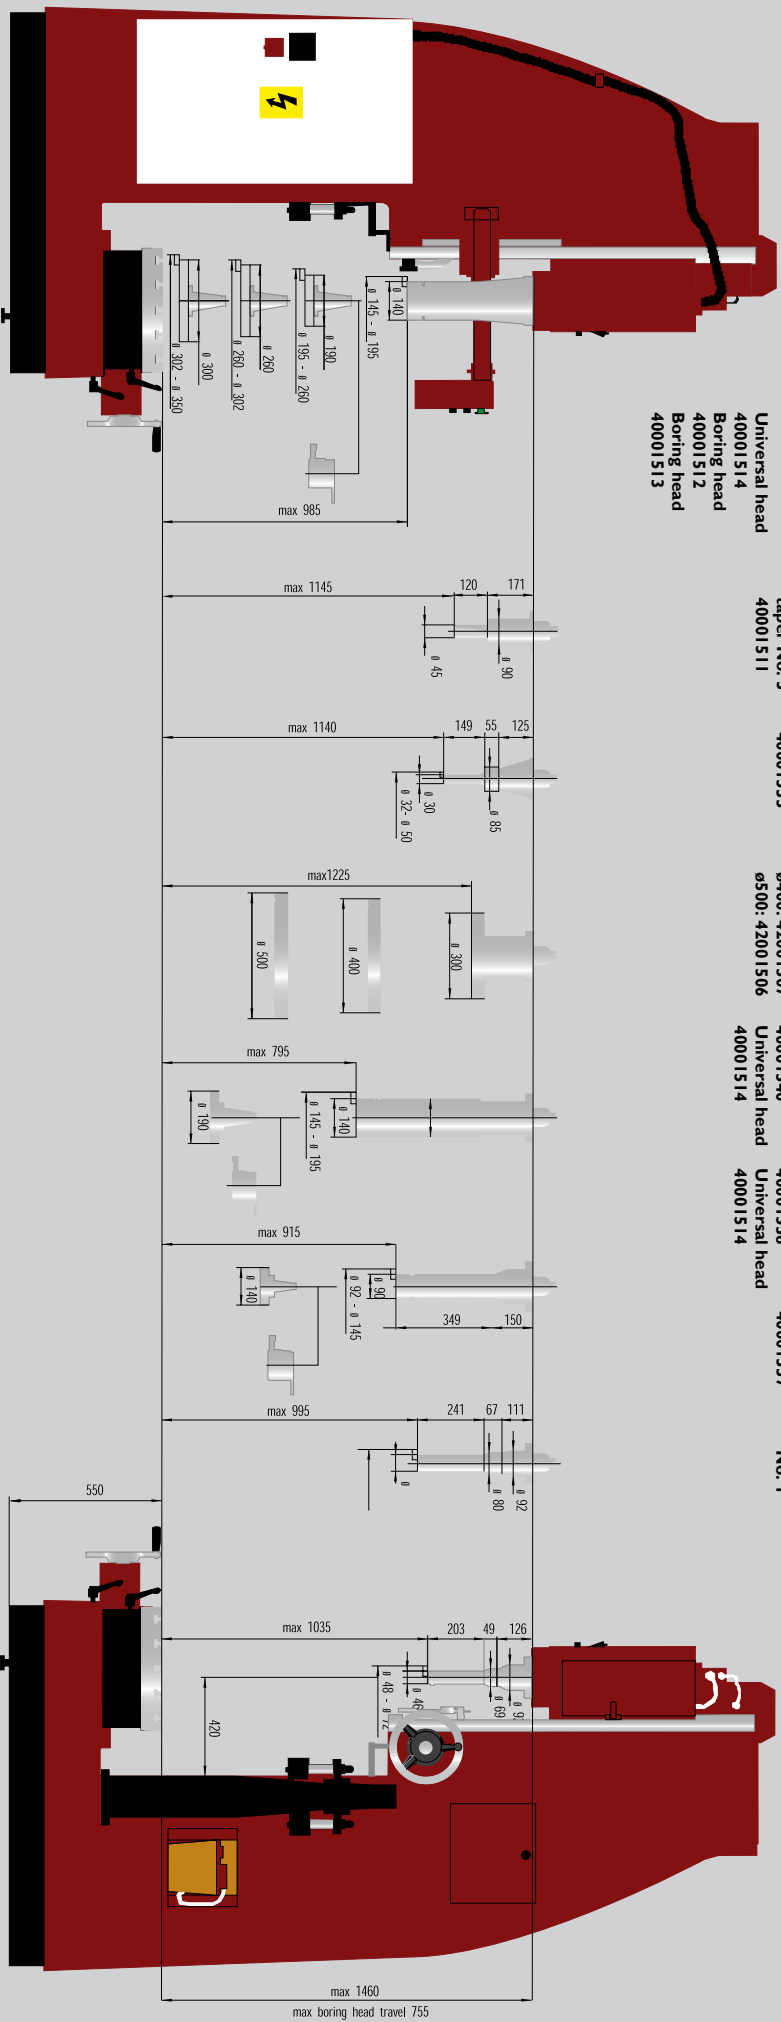 Universal head
40001514
Boring head
40001512
Boring head
40001513
40001511
ø500: 42001506
Universal head
40001514
Universal head
40001514
ø 140
ø 145 - ø 195
ø 190
ø 195 - ø 260
ø 260
ø 260 - ø 302
ø 300
ø 302 - ø 350
max 985
max 1145
120
171
ø 90
ø 45
max 1140
149
55
125
ø 85
ø 30
ø 32- ø 50
max1225
ø 500
ø 400
ø 300
max 795
ø 190
ø 145 - ø 195
ø 140
max 915
ø 140
ø 92 - ø 145
ø 90
349
150
max 995
241
67
111
ø
ø 80
ø 92
550
max 1035
203
49
126
ø 48 - ø 72
ø 46
ø 69
420
max 1460
max boring head travel 755